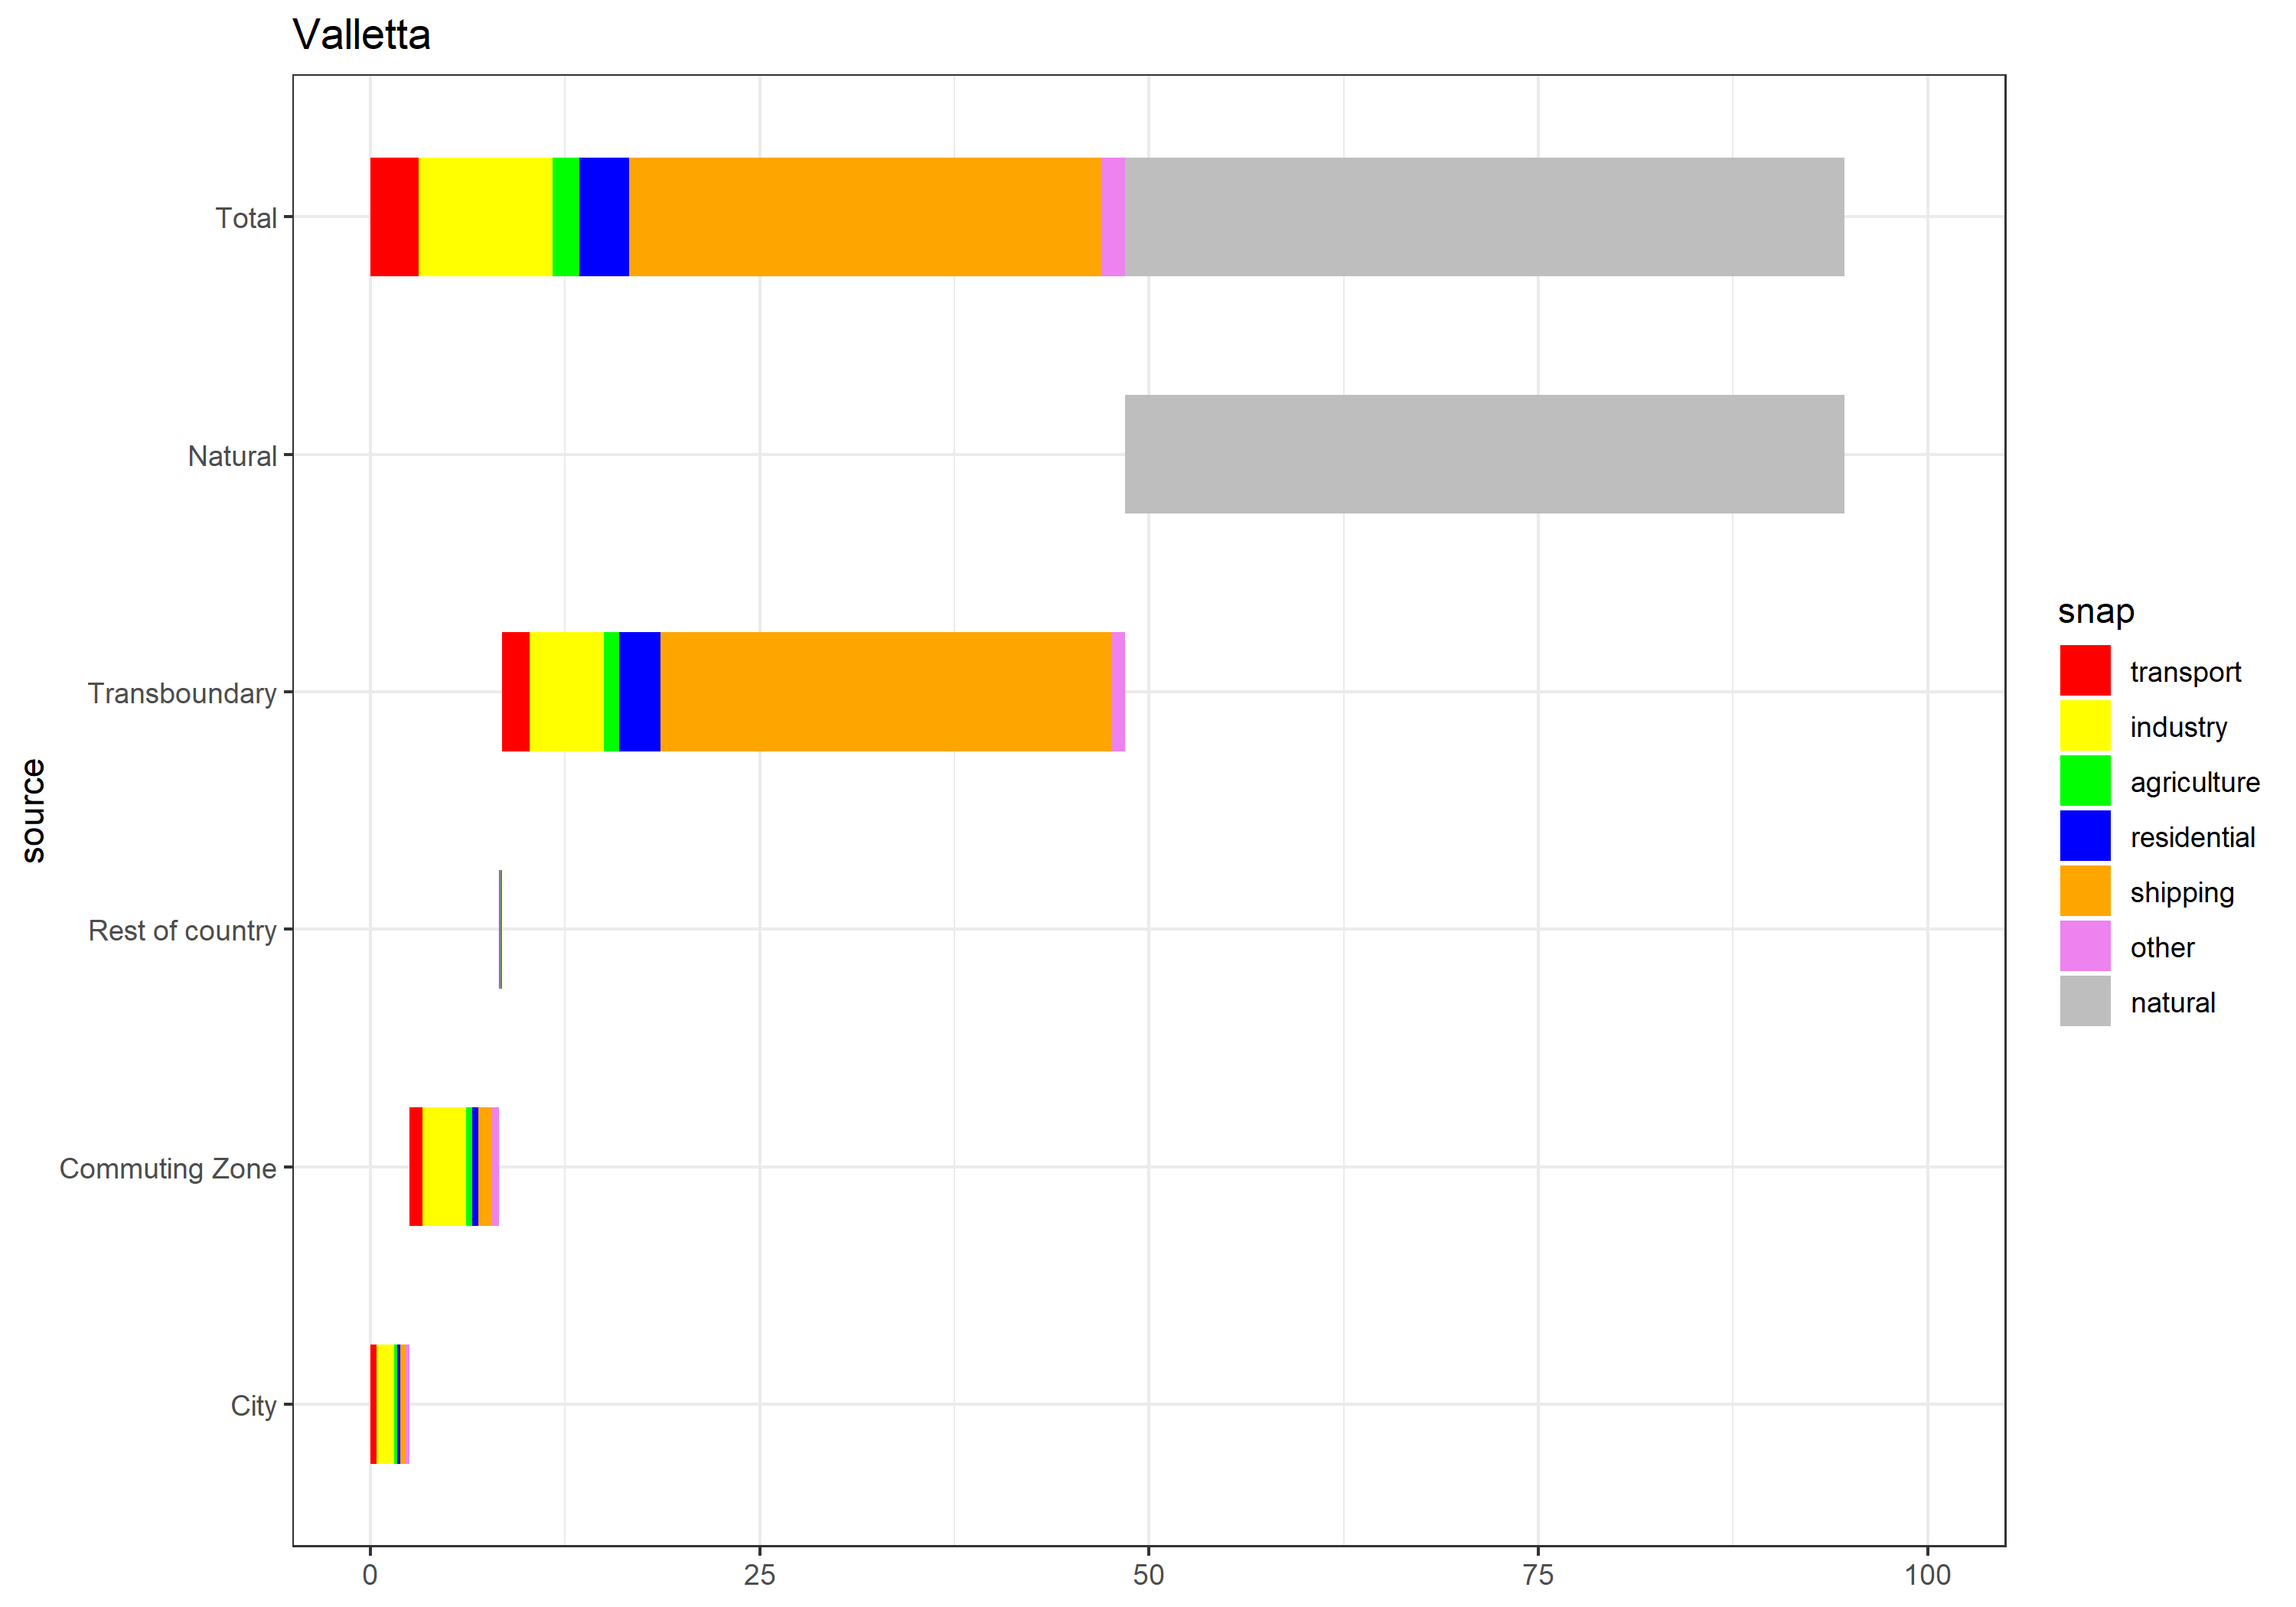 Valletta
Total
Natural
Transboundary
Rest of country
Commuting Zone
City
source
0
25
50
75
100
snap
transport
industry
agriculture
residential
shipping
other
natural